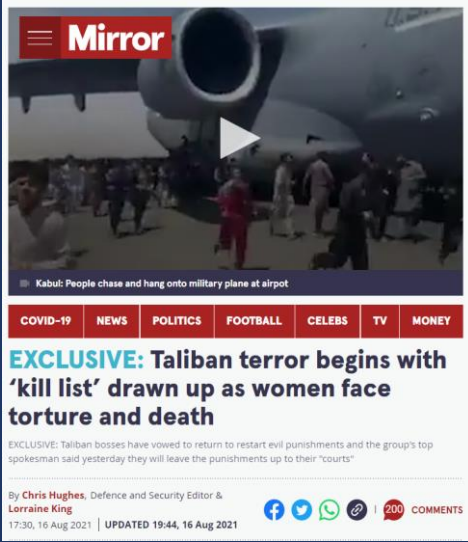 Mirror
Kabul: People chase and hang onto military plane at airpot
COVID-19 NEWS POLITICS FOOTBALL CELEBS TV MONEY
EXCLUSIVE: Taliban terror begins with
‘kill list’ drawn up as women face
torture and death
EXCLUSIVE: Taliban bosses have vowed to return to restart evil punishments and the group's top
spokesman said yesterday they will leave the punishments up to their "courts"
By Chris Hughes, Defence and Security Editor &
Lorraine King
17:30, 16 Aug 2021 | UPDATED 19:44, 16 Aug 2021
200 COMMENTS